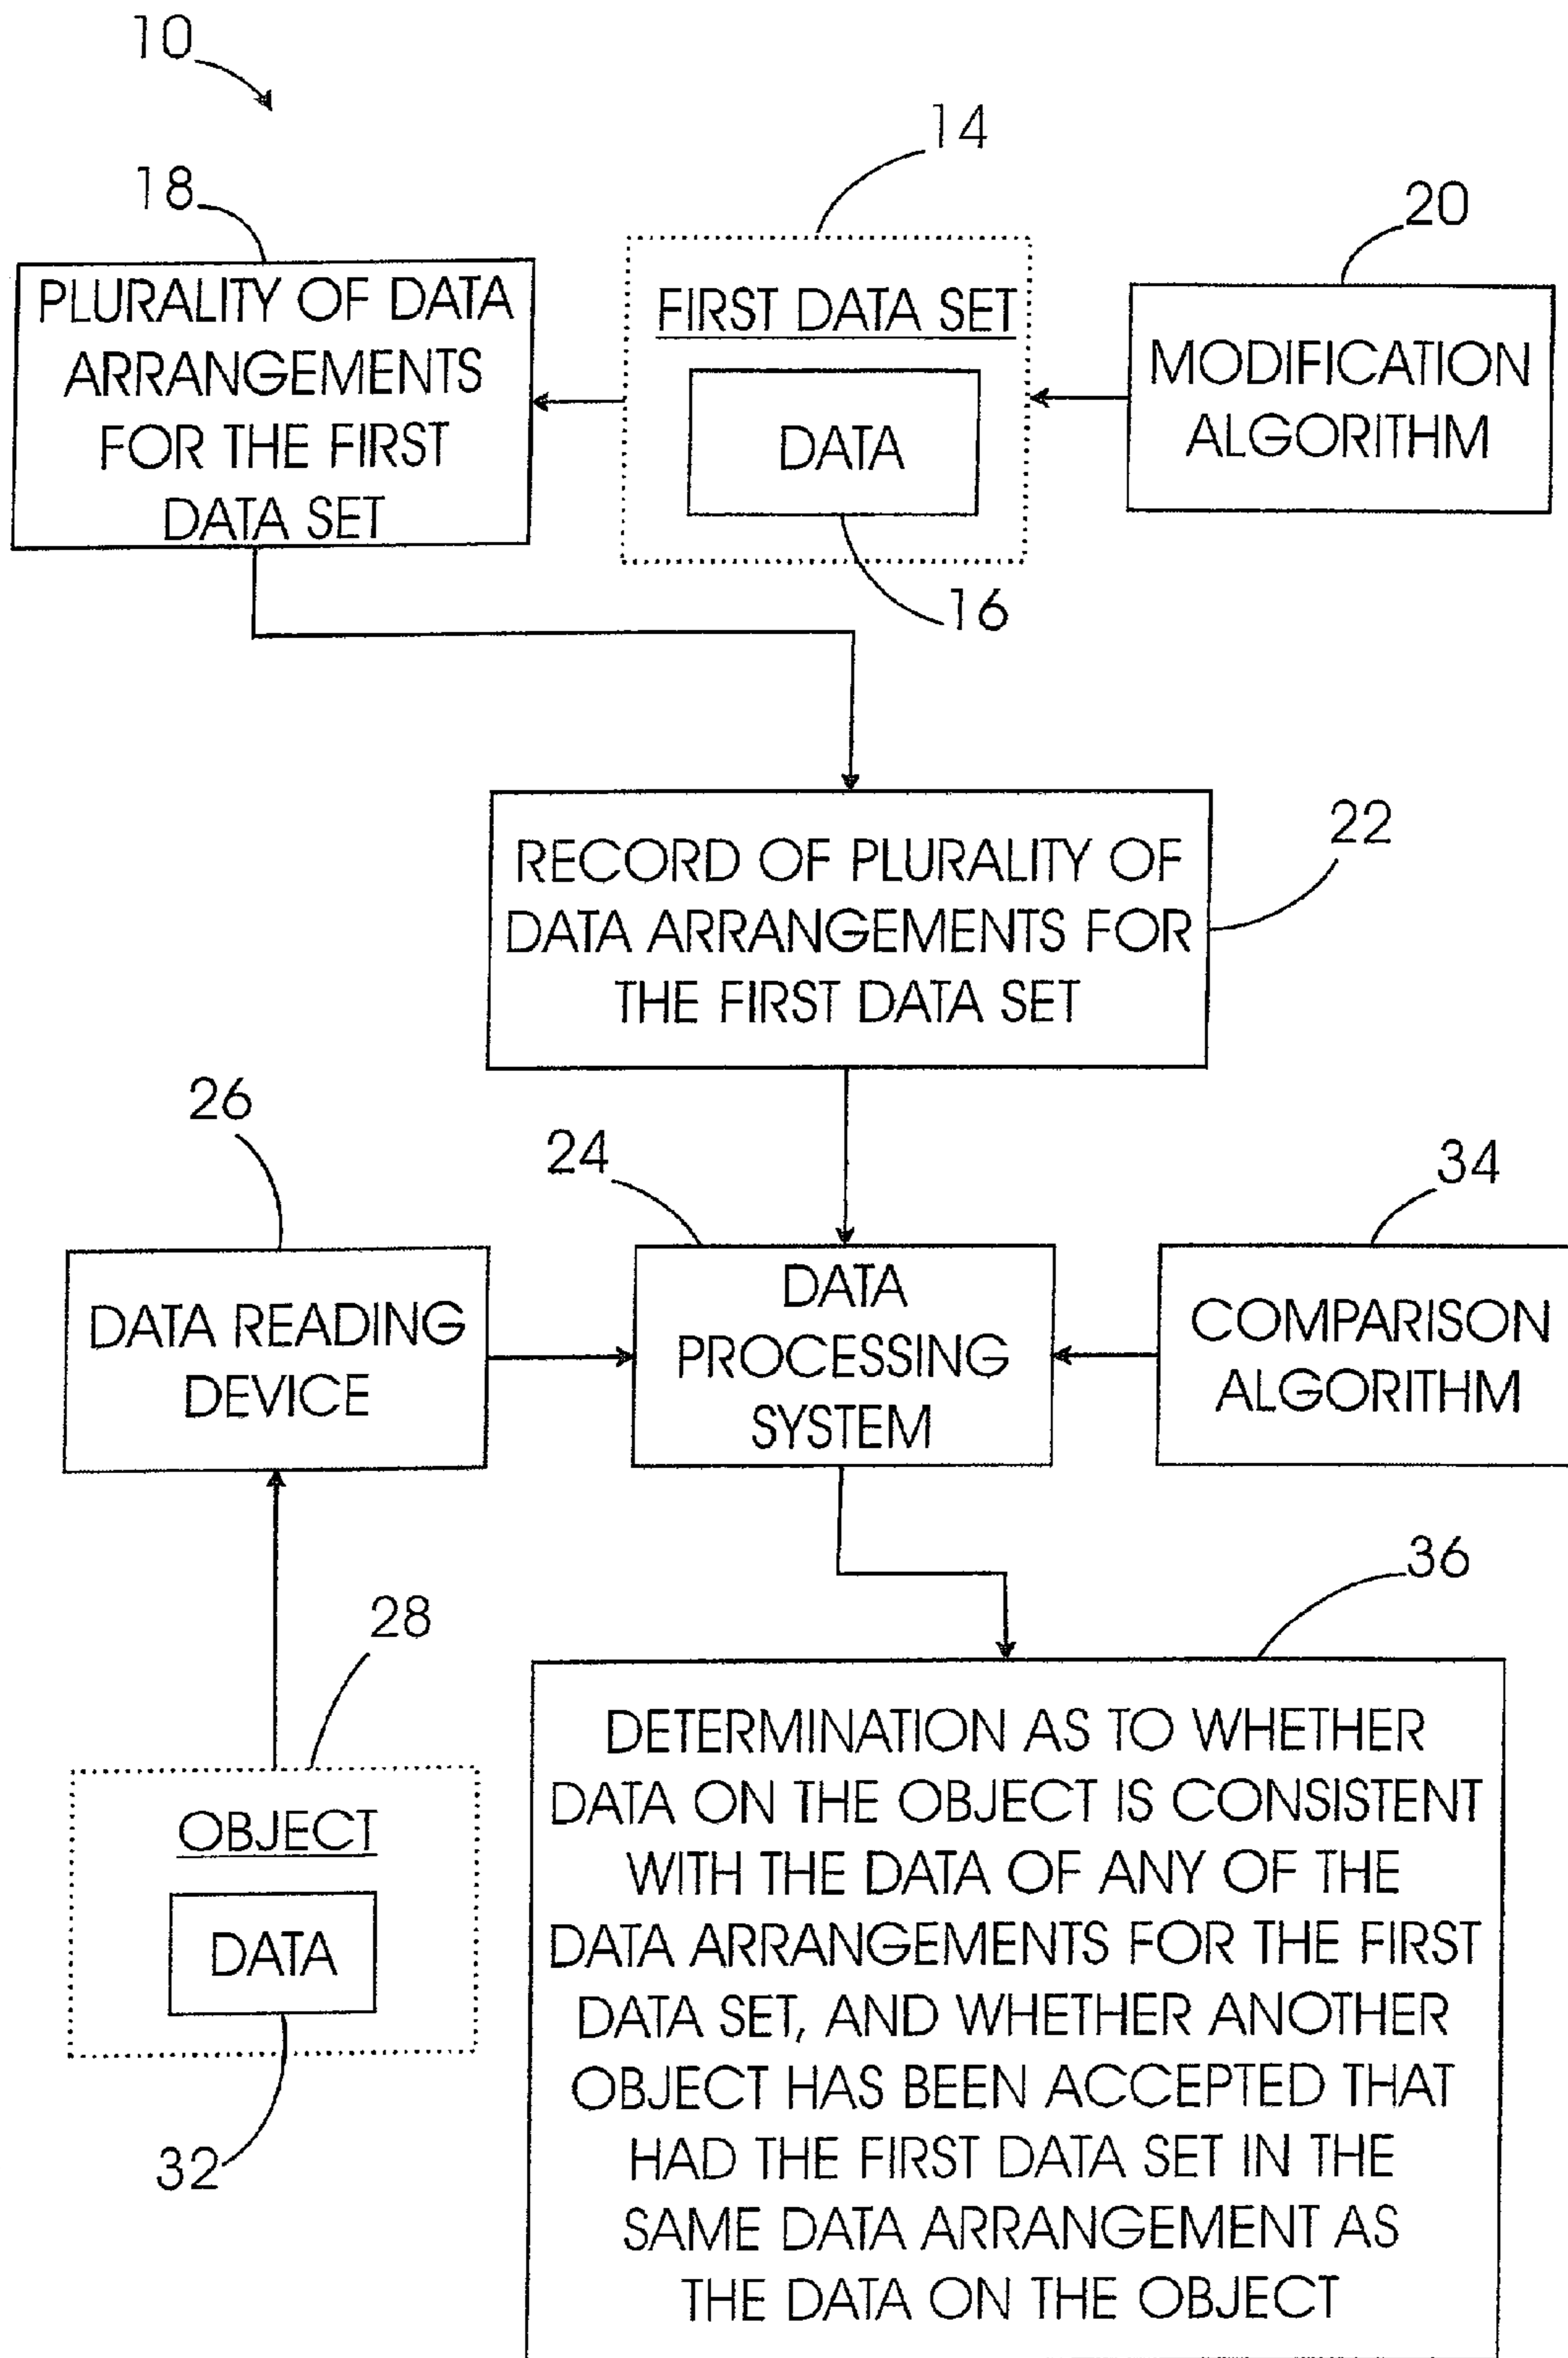 10
14
18
20
PLURALITY OF DATA
ARRANGEMENTS
FOR THE FIRST
DATA SET
FIRST DATA SET
DATA
MODIFICATION
ALGORITHM
16
22
RECORD OF PLURALITY OF
DATA ARRANGEMENTS FOR
THE FIRST DATA SET
26
24
34
DATA READING
DEVICE
DATA
PROCESSING
SYSTEM
COMPARISON
ALGORITHM
36
28
OBJECT
DATA
32
DETERMINATION AS TO WHETHER
DATA ON THE OBJECT IS CONSISTENT
WITH THE DATA OF ANY OF THE
DATA ARRANGEMENTS FOR THE FIRST
DATA SET, AND WHETHER ANOTHER
OBJECT HAS BEEN ACCEPTED THAT
HAD THE FIRST DATA SET IN THE
SAME DATA ARRANGEMENT AS
THE DATA ON THE OBJECT